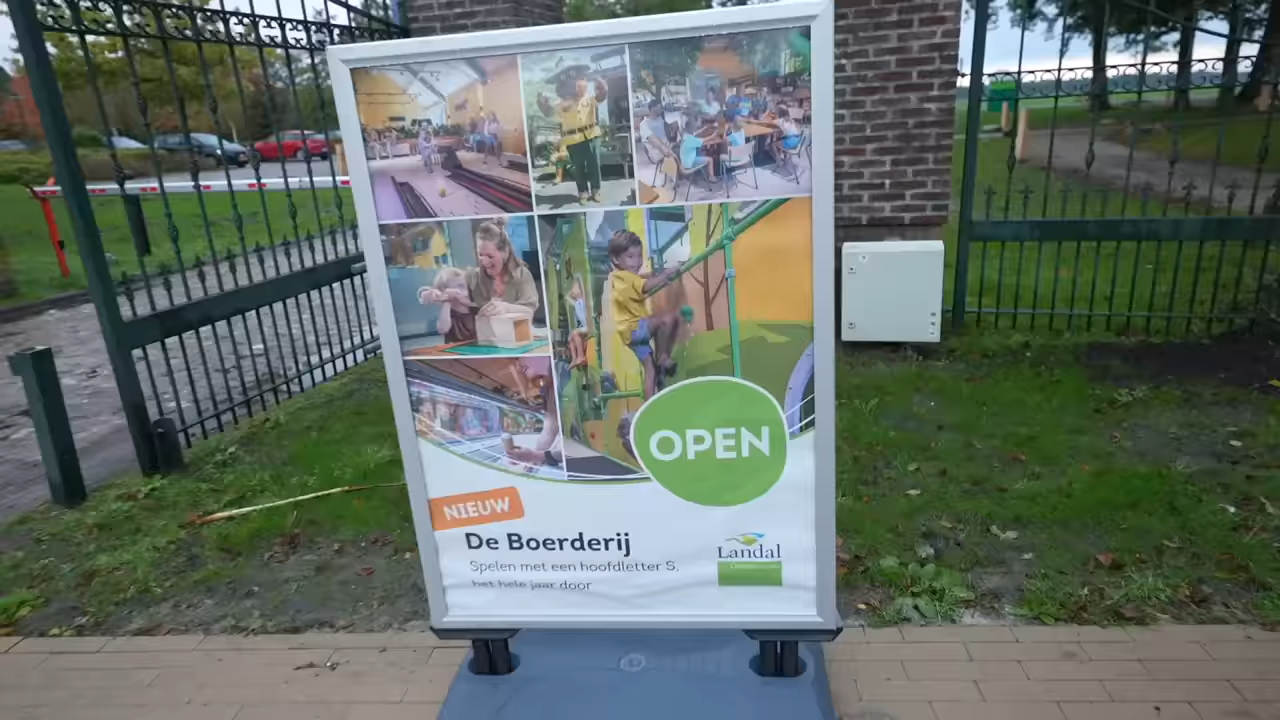 OPEN
NIEUW
De Boerderij
Spelen met een hoofdletter S,
het hele jaar door
Landal